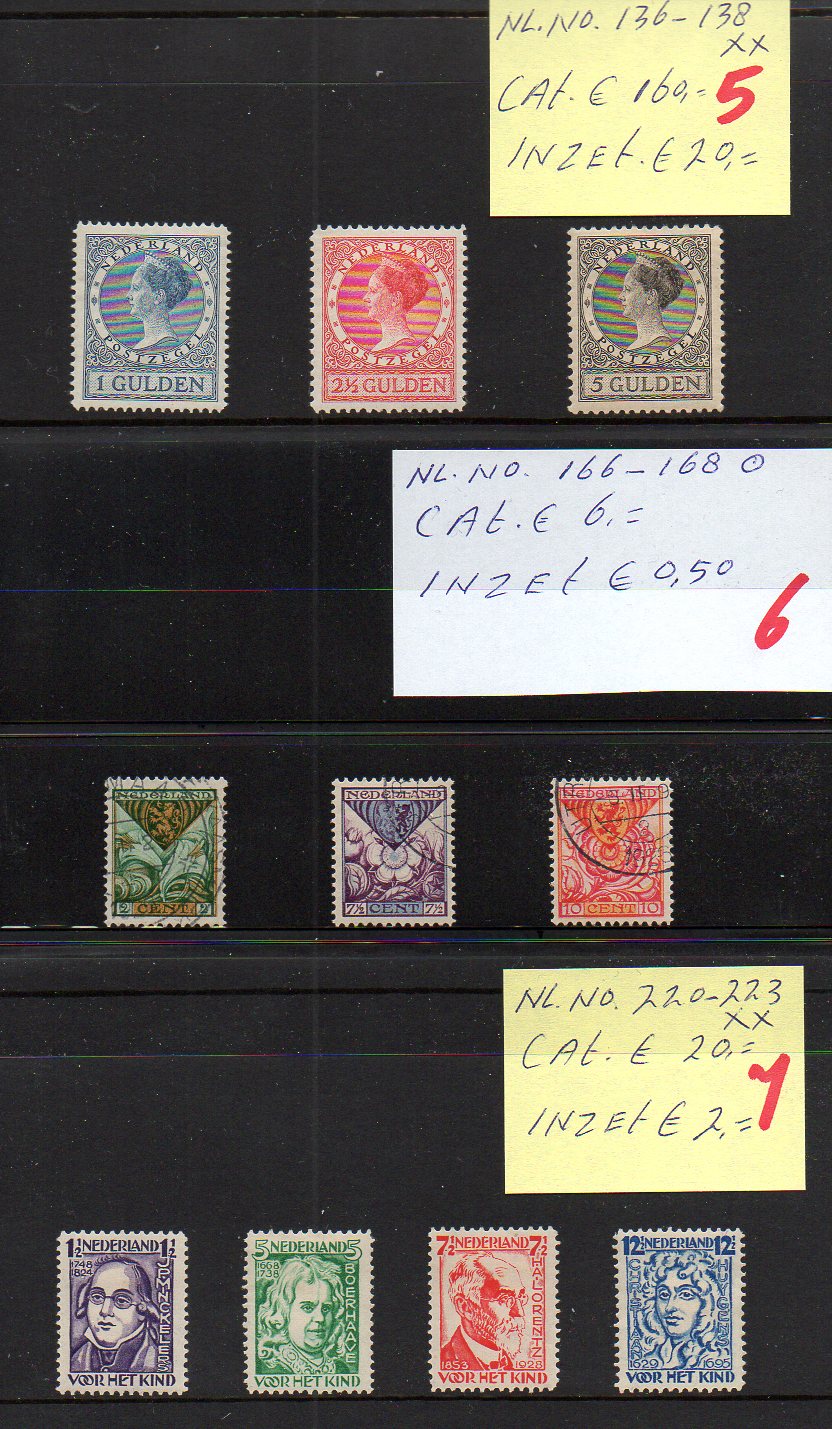 NL. NO. 136-138
XX
CAt. € 160,=
5
INZEt. € 20,=
NEDERLAND
POSTZEGEL
1 GULDEN
NEDERLAND
POSTZEGEL
2½ GULDEN
NEDERLAND
POSTZEGEL
5 GULDEN
NL. NO. 166-168 ⊙
CAt. € 6,=
INZEt € 0,50
6
NEDERLAND
2 CENT 2
NEDERLAND
7½ CENT 7½
NEDERLAND
10 CENT 10
NL. NO. 220-223
XX
CAt. € 20,=
7
INZEt € 2,=
1½ NEDERLAND 1½
1748
1824
J.P. MINCKELERS
VOOR HET KIND
5 NEDERLAND 5
1668
1738
BOERHAAVE
VOOR HET KIND
7½ NEDERLAND 7½
H.A. LORENTZ
1853 1928
VOOR HET KIND
12½ NEDERLAND 12½
CHRISTIAAN
HUYGENS
1629 1695
VOOR HET KIND